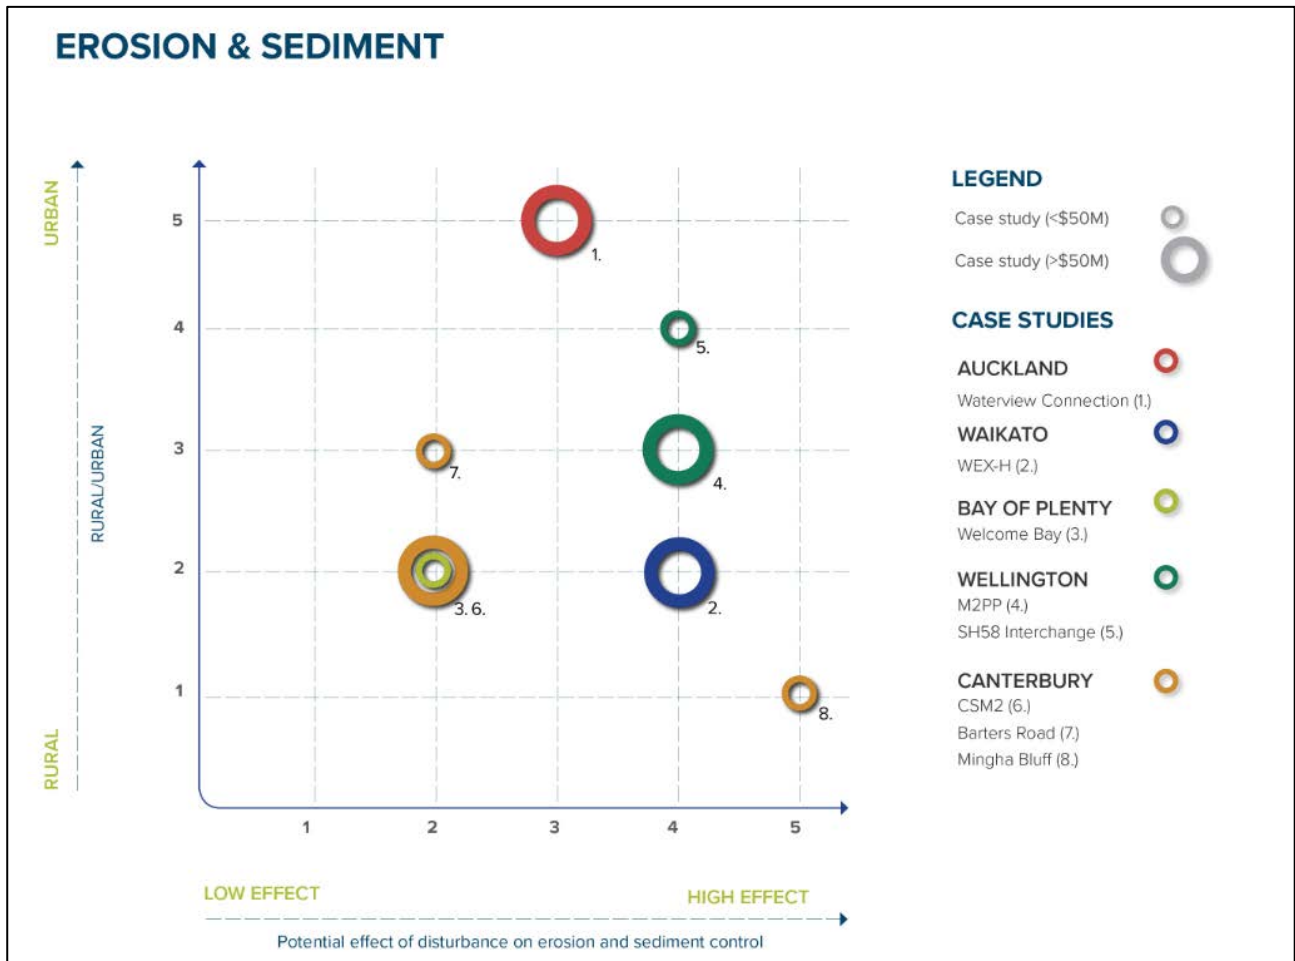 EROSION & SEDIMENT
URBAN
RURAL/URBAN
RURAL
5
4
3
2
1
1.
5.
7.
4.
3. 6.
2.
8.
1 2 3 4 5
LOW EFFECT
HIGH EFFECT
Potential effect of disturbance on erosion and sediment control
LEGEND
Case study (<$50M)
Case study (>$50M)
CASE STUDIES
AUCKLAND
Waterview Connection (1.)
WAIKATO
WEX-H (2.)
BAY OF PLENTY
Welcome Bay (3.)
WELLINGTON
M2PP (4.)
SH58 Interchange (5.)
CANTERBURY
CSM2 (6.)
Barters Road (7.)
Mingha Bluff (8.)